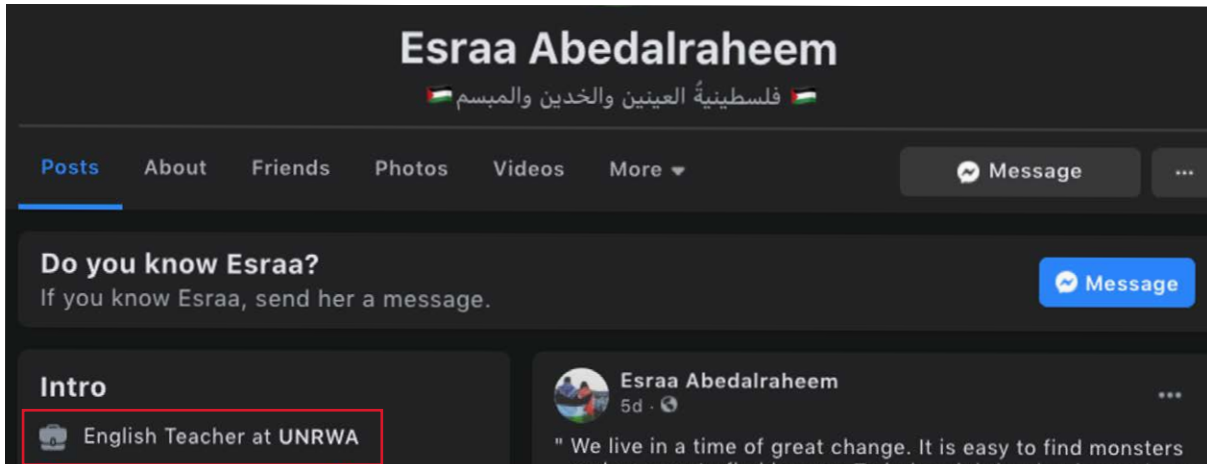 Esraa Abedalraheem
🇵🇸 فلسطينيةُ العينين والخدين والمبسم 🇵🇸
Posts About Friends Photos Videos More
Message
...
Do you know Esraa?
If you know Esraa, send her a message.
Message
Intro
English Teacher at UNRWA
Esraa Abedalraheem
5d ·
...
" We live in a time of great change. It is easy to find monsters